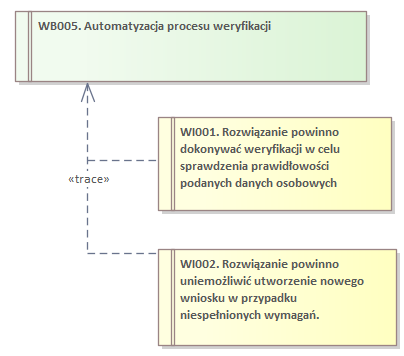 WB005. Automatyzacja procesu weryfikacji
WI001. Rozwiązanie powinno
dokonywać weryfikacji w celu
sprawdzenia prawidłowości
podanych danych osobowych
«trace»
WI002. Rozwiązanie powinno
uniemożliwić utworzenie nowego
wniosku w przypadku
niespełnionych wymagań.